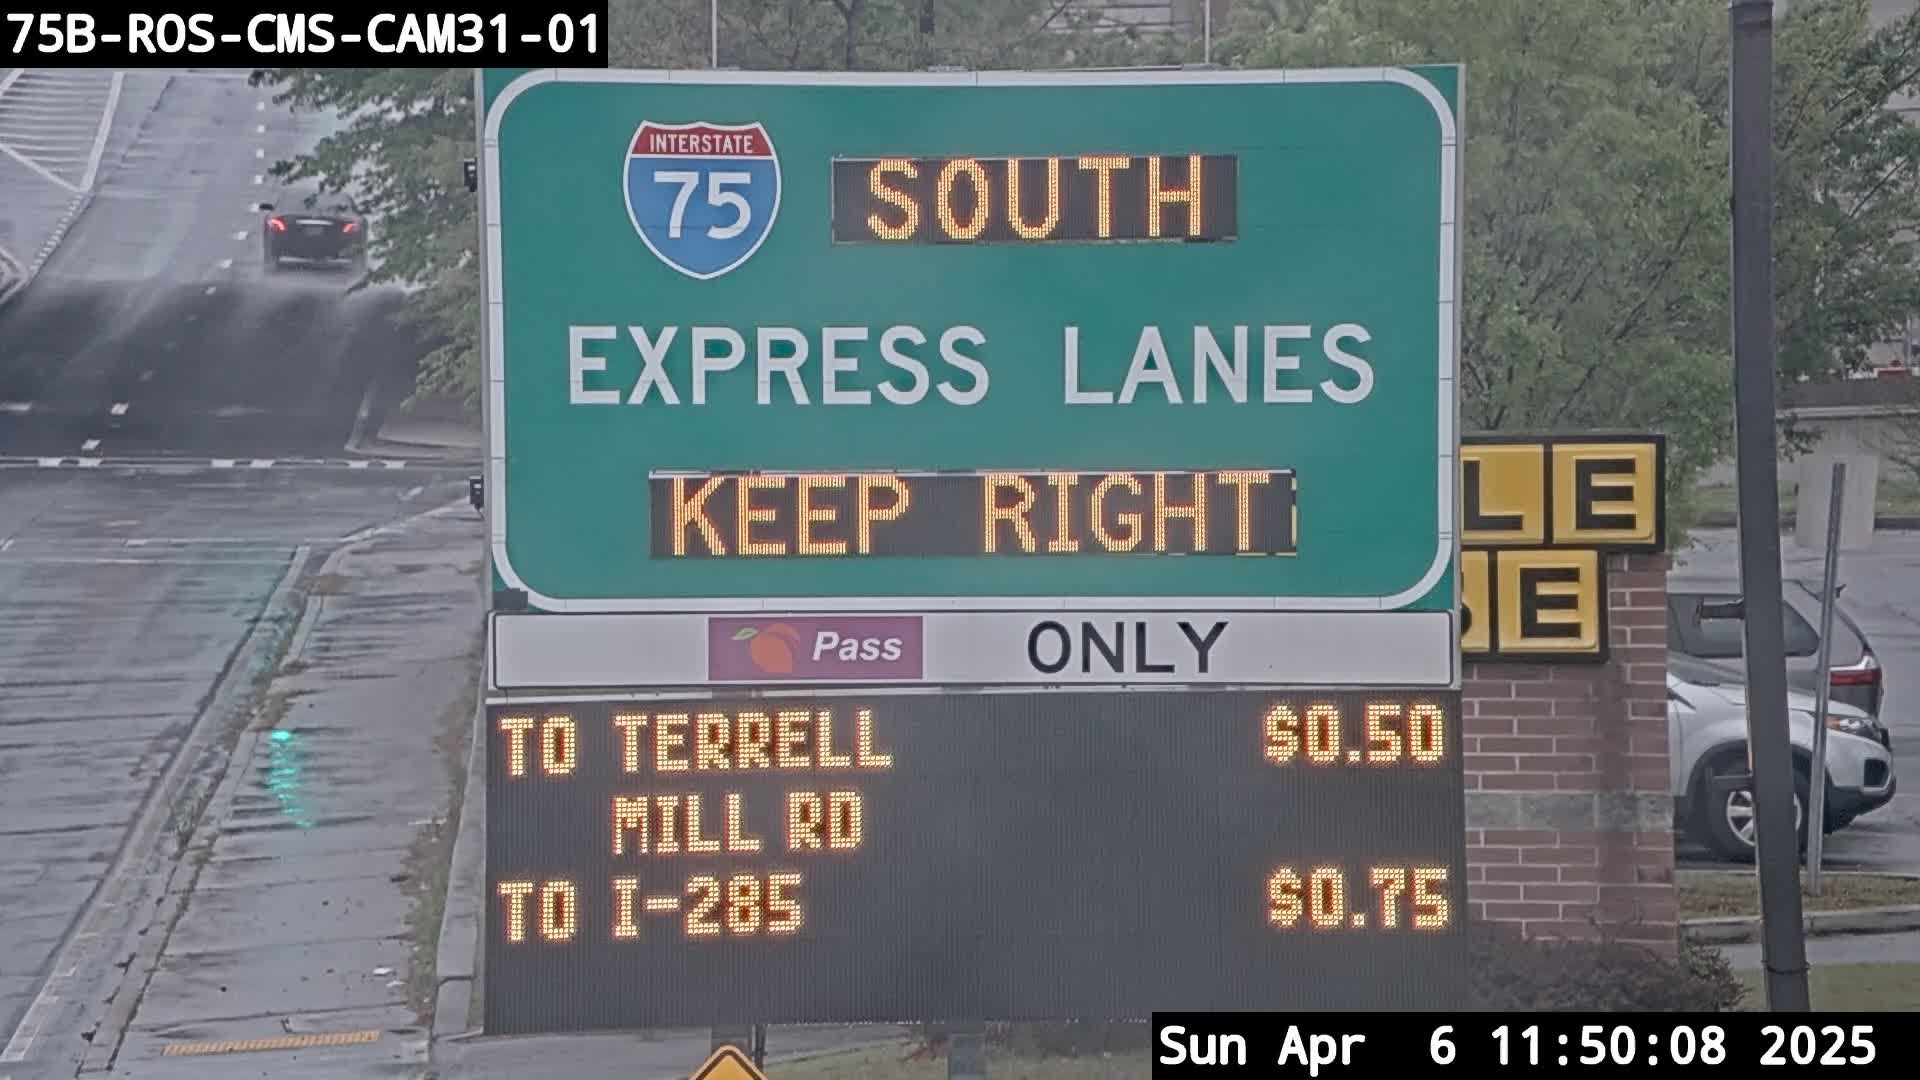 75B-ROS-CMS-CAM31-01
INTERSTATE
75
SOUTH
EXPRESS LANES
KEEP RIGHT
LE
E
Pass ONLY
TO TERRELL $0.50
MILL RD
TO I-285 $0.75
Sun Apr 6 11:50:08 2025